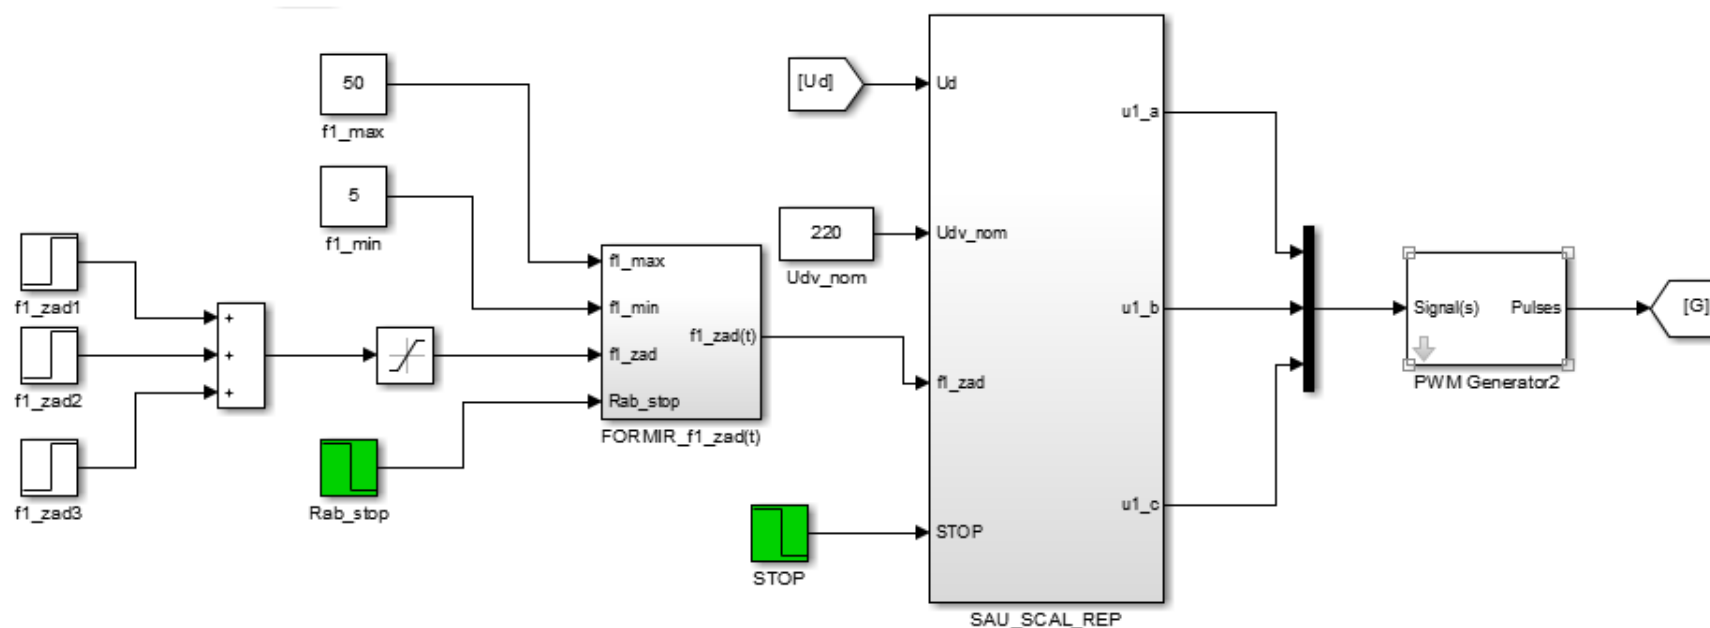 50
f1_max
5
f1_min
f1_zad1
f1_zad2
f1_zad3
+
+
+
Rab_stop
f1_max
f1_min
f1_zad
Rab_stop
f1_zad(t)
FORMIR_f1_zad(t)
[Ud]
220
Udv_nom
STOP
Ud
Udv_nom
f1_zad
STOP
u1_a
u1_b
u1_c
SAU_SCAL_REP
Signal(s)
Pulses
PWM Generator2
[G]